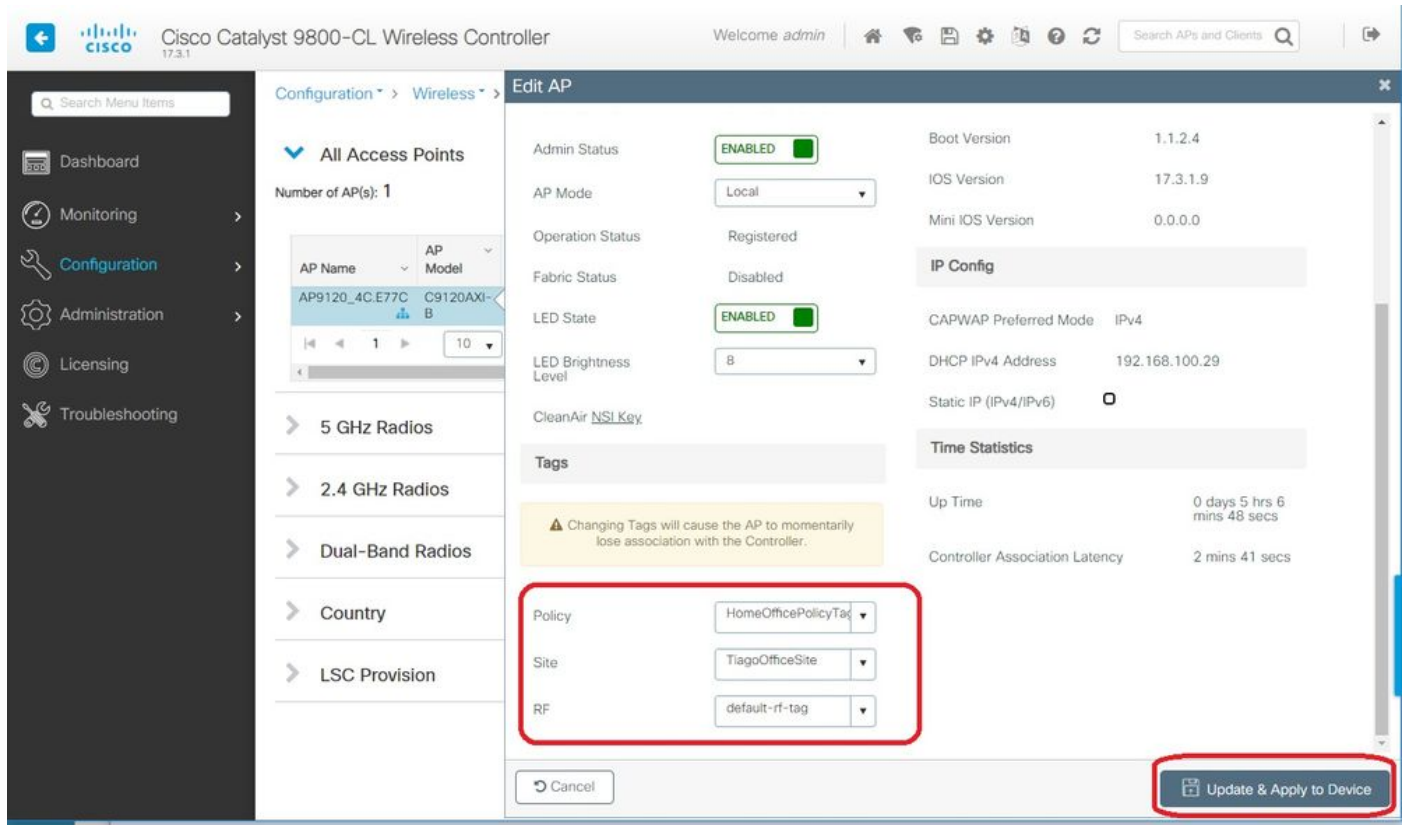 CISCO
Cisco Catalyst 9800-CL Wireless Controller
17.3.1
Welcome admin
Search APs and Clients
Search Menu Items
Dashboard
Monitoring
Configuration
Administration
Licensing
Troubleshooting
Configuration > Wireless >
All Access Points
Number of AP(s): 1
AP Name
AP Model
AP9120_4C.E77C
C9120AXI-B
1
10
5 GHz Radios
2.4 GHz Radios
Dual-Band Radios
Country
LSC Provision
Edit AP
Admin Status ENABLED
AP Mode Local
Operation Status Registered
Fabric Status Disabled
LED State ENABLED
LED Brightness Level 8
CleanAir NSI Key
Tags
Changing Tags will cause the AP to momentarily
lose association with the Controller.
Policy HomeOfficePolicyTag
Site TiagoOfficeSite
RF default-rf-tag
Boot Version 1.1.2.4
IOS Version 17.3.1.9
Mini IOS Version 0.0.0.0
IP Config
CAPWAP Preferred Mode IPv4
DHCP IPv4 Address 192.168.100.29
Static IP (IPv4/IPv6)
Time Statistics
Up Time 0 days 5 hrs 6
mins 48 secs
Controller Association Latency 2 mins 41 secs
Cancel
Update & Apply to Device